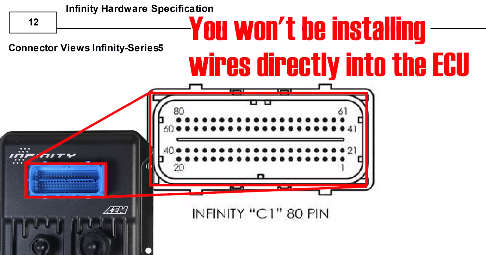 Infinity Hardware Specification
12
You won't be installing
wires directly into the ECU
Connector Views Infinity-Series5
80 61
60 41
40 21
20 1
INFINITY
AEM
INFINITY "C1" 80 PIN